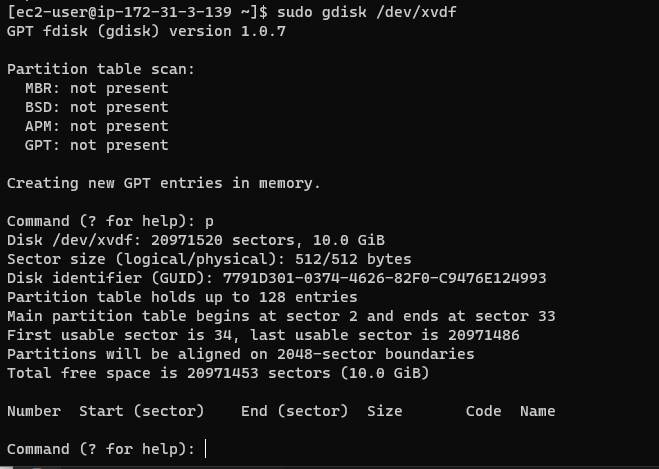 [ec2-user@ip-172-31-3-139 ~]$ sudo gdisk /dev/xvdf
GPT fdisk (gdisk) version 1.0.7
Partition table scan:
MBR: not present
BSD: not present
APM: not present
GPT: not present
Creating new GPT entries in memory.
Command (? for help): p
Disk /dev/xvdf: 20971520 sectors, 10.0 GiB
Sector size (logical/physical): 512/512 bytes
Disk identifier (GUID): 7791D301-0374-4626-82F0-C9476E124993
Partition table holds up to 128 entries
Main partition table begins at sector 2 and ends at sector 33
First usable sector is 34, last usable sector is 20971486
Partitions will be aligned on 2048-sector boundaries
Total free space is 20971453 sectors (10.0 GiB)
Number  Start (sector)    End (sector)  Size       Code  Name
Command (? for help):